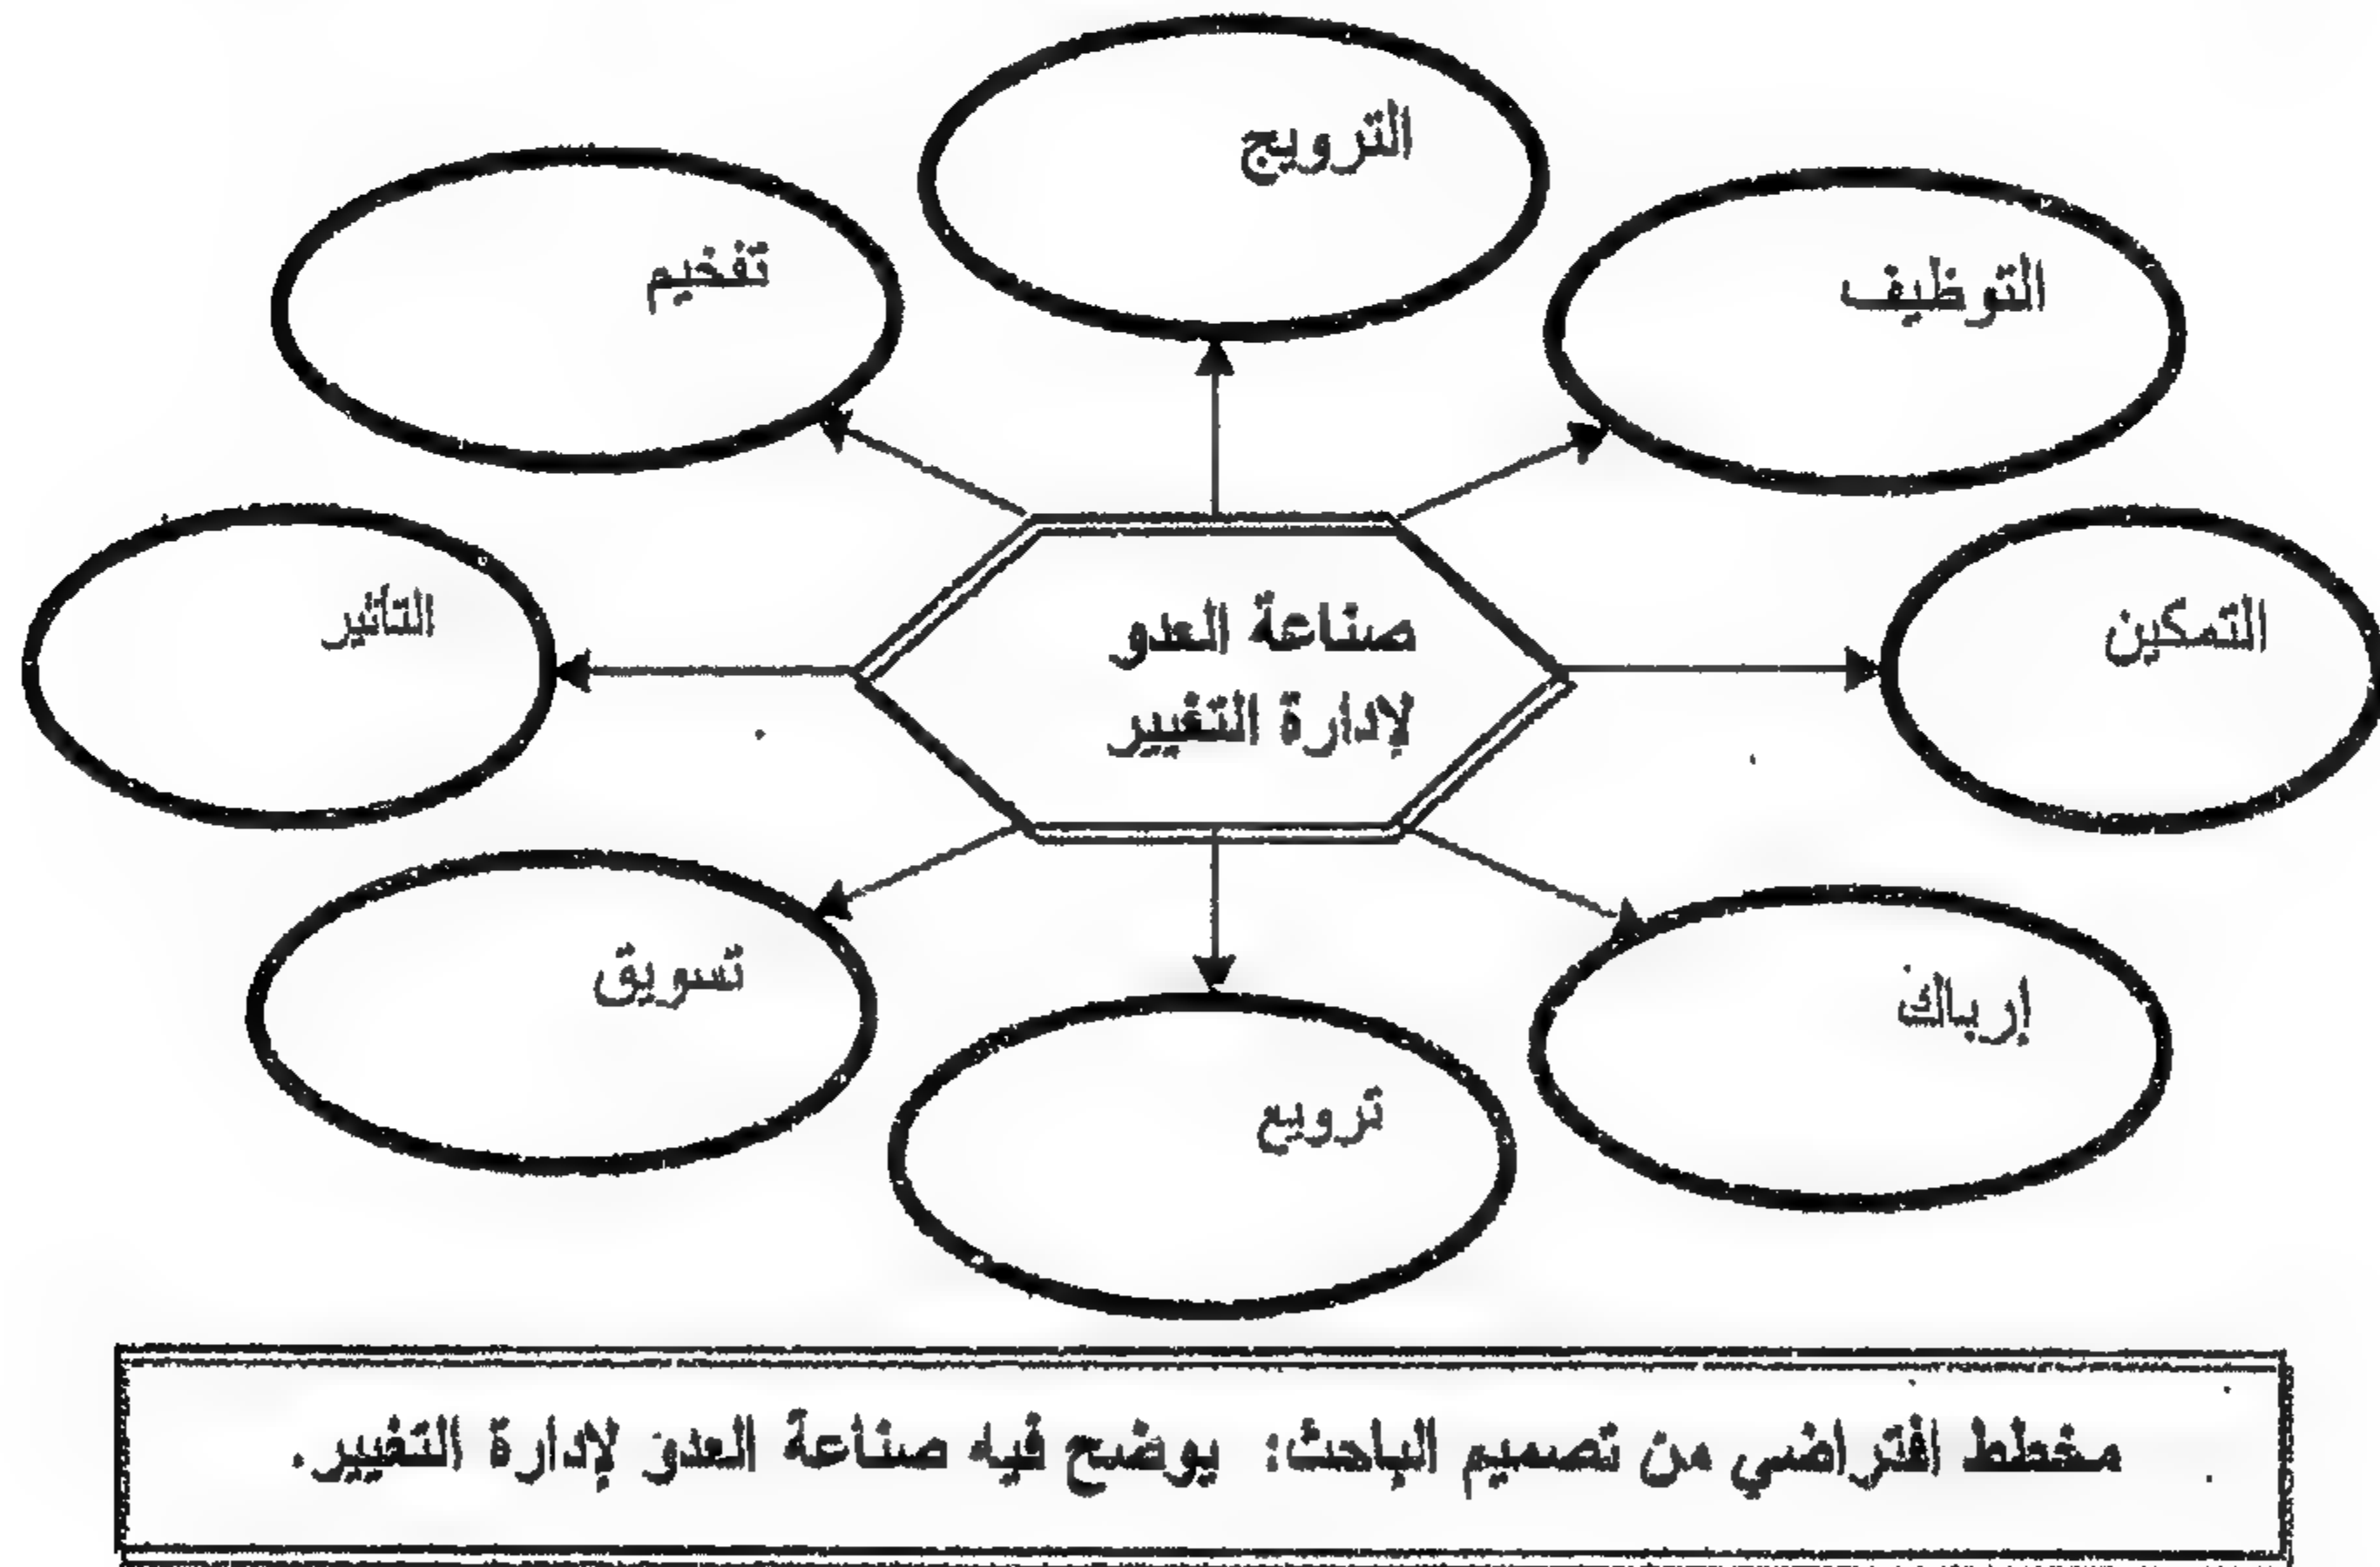 الترويج
تفخيم
التوظيف
التأثير
صناعة العدو
لإدارة التغيير
التمكين
تسويق
إرباك
ترويع
مخطط افتراضي من تصميم الباحث: يوضح فيه صناعة العدو لإدارة التغيير.